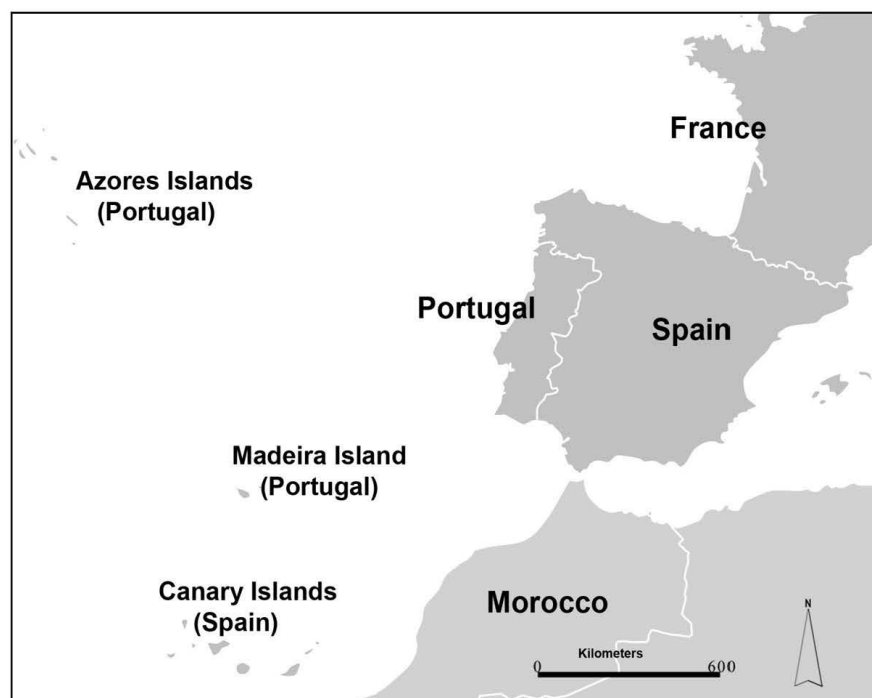 France
Azores Islands
(Portugal)
Portugal
Spain
Madeira Island
(Portugal)
Canary Islands
(Spain)
Morocco
N
Kilometers
0 600